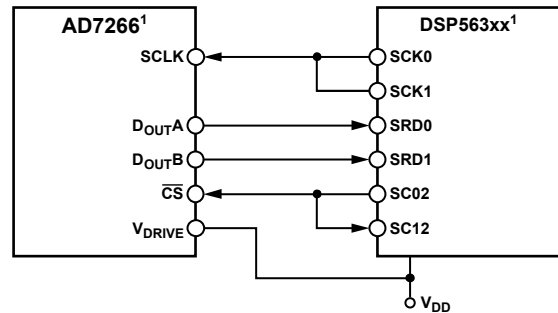 AD7266¹
DSP563xx¹
SCLK
SCK0
SCK1
DOUTA
SRD0
DOUTB
SRD1
CS
SC02
VDRIVE
SC12
VDD